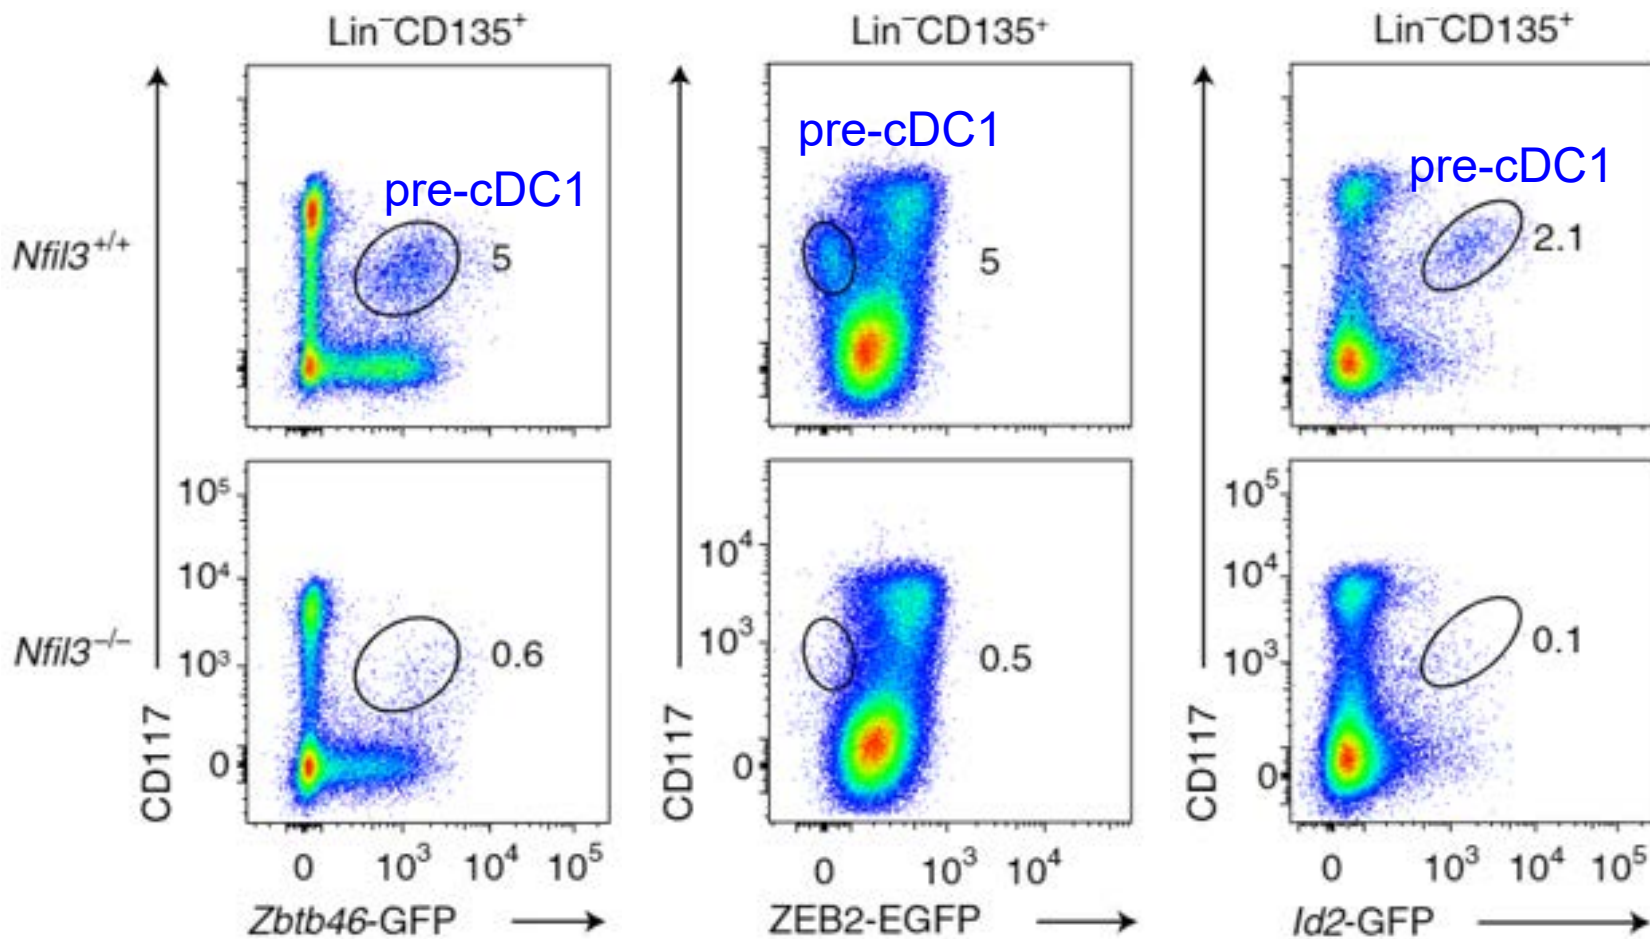 Lin⁻CD135⁺ Lin⁻CD135⁺ Lin⁻CD135⁺
pre-cDC1 pre-cDC1 pre-cDC1
Nfil3⁺/⁺ 5 5 2.1
10⁵ 10⁵
10⁴ 10⁴ 10⁴
Nfil3⁻/⁻ 10³ 0.6 10³ 0.5 10³ 0.1
0 0 0
CD117 CD117 CD117
0 10³ 10⁴ 10⁵ 0 10³ 10⁴ 0 10³ 10⁴ 10⁵
Zbtb46-GFP ZEB2-EGFP Id2-GFP